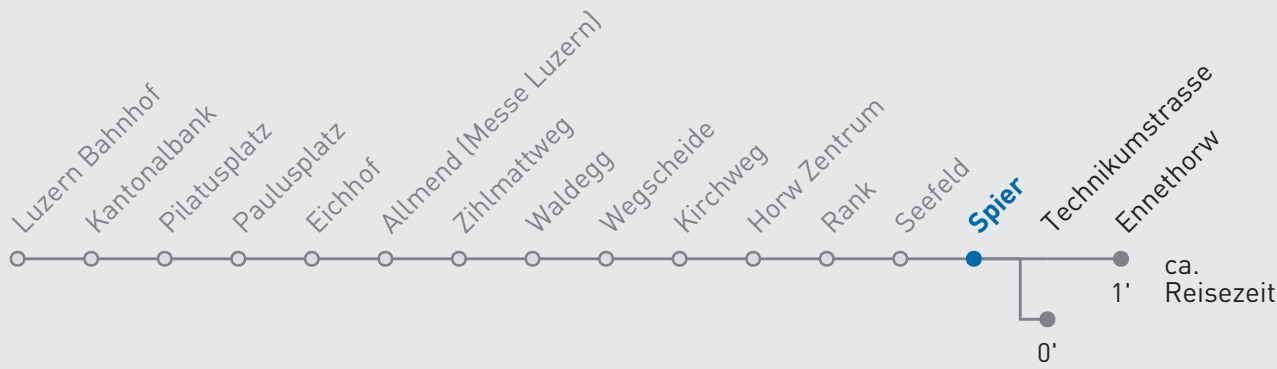 Luzern Bahnhof
Kantonalbank
Pilatusplatz
Paulusplatz
Eichhof
Allmend (Messe Luzern)
Zihlmattweg
Waldegg
Wegscheide
Kirchweg
Horw Zentrum
Rank
Seefeld
Spier
Technikumstrasse
Ennethorw
1'
ca.
Reisezeit
0'